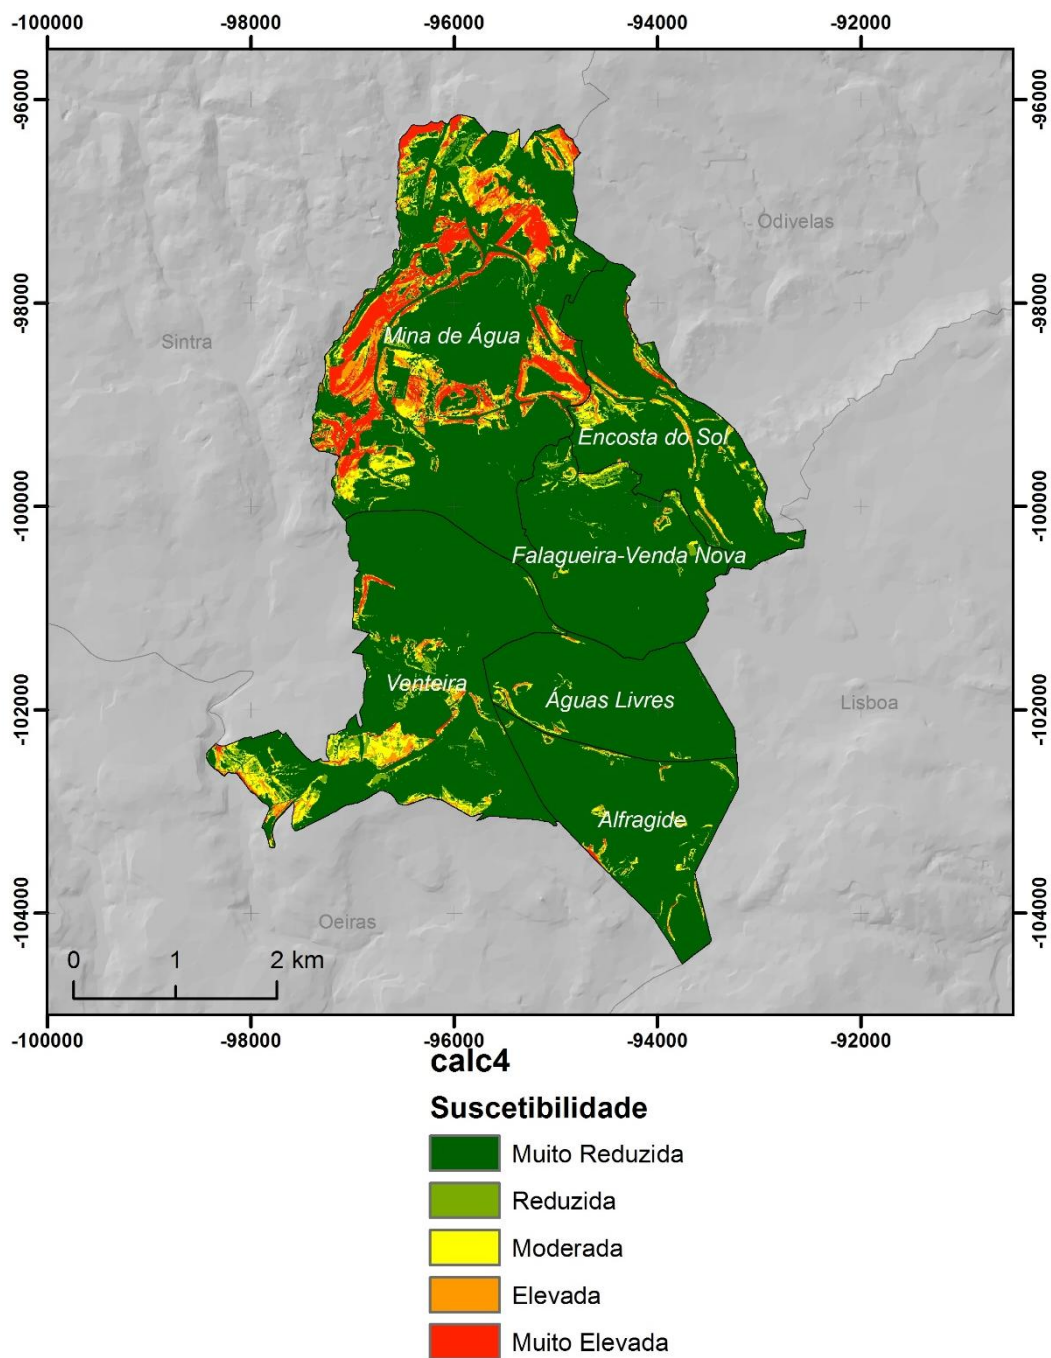 -100000 -98000 -96000 -94000 -92000
-96000 -96000
Odivelas
-98000 -98000
Sintra
Mina de Água
Encosta do Sol
-100000 -100000
Falagueira-Venda Nova
Venteira
Águas Livres
-102000 -102000
Lisboa
Alfragide
-104000 -104000
Oeiras
0 1 2 km
-100000 -98000 -96000 -94000 -92000
calc4
Suscetibilidade
Muito Reduzida
Reduzida
Moderada
Elevada
Muito Elevada